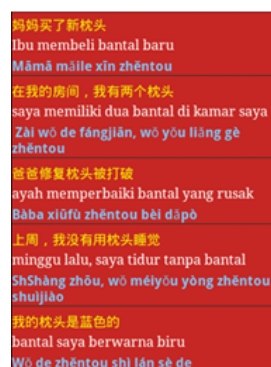 妈妈买了新枕头
Ibu membeli bantal baru
Māmā mǎile xīn zhěntou
在我的房间，我有两个枕头
saya memiliki dua bantal di kamar saya
Zài wǒ de fángjiān, wǒ yǒu liǎng gè
zhěntou
爸爸修复枕头被打破
ayah memperbaiki bantal yang rusak
Bàba xiūfù zhěntou bèi dǎpò
上周，我没有用枕头睡觉
minggu lalu, saya tidur tanpa bantal
ShShàng zhōu, wǒ méiyǒu yòng zhěntou
shuìjiào
我的枕头是蓝色的
bantal saya berwarna biru
Wǒ de zhěntou shì lán sè de